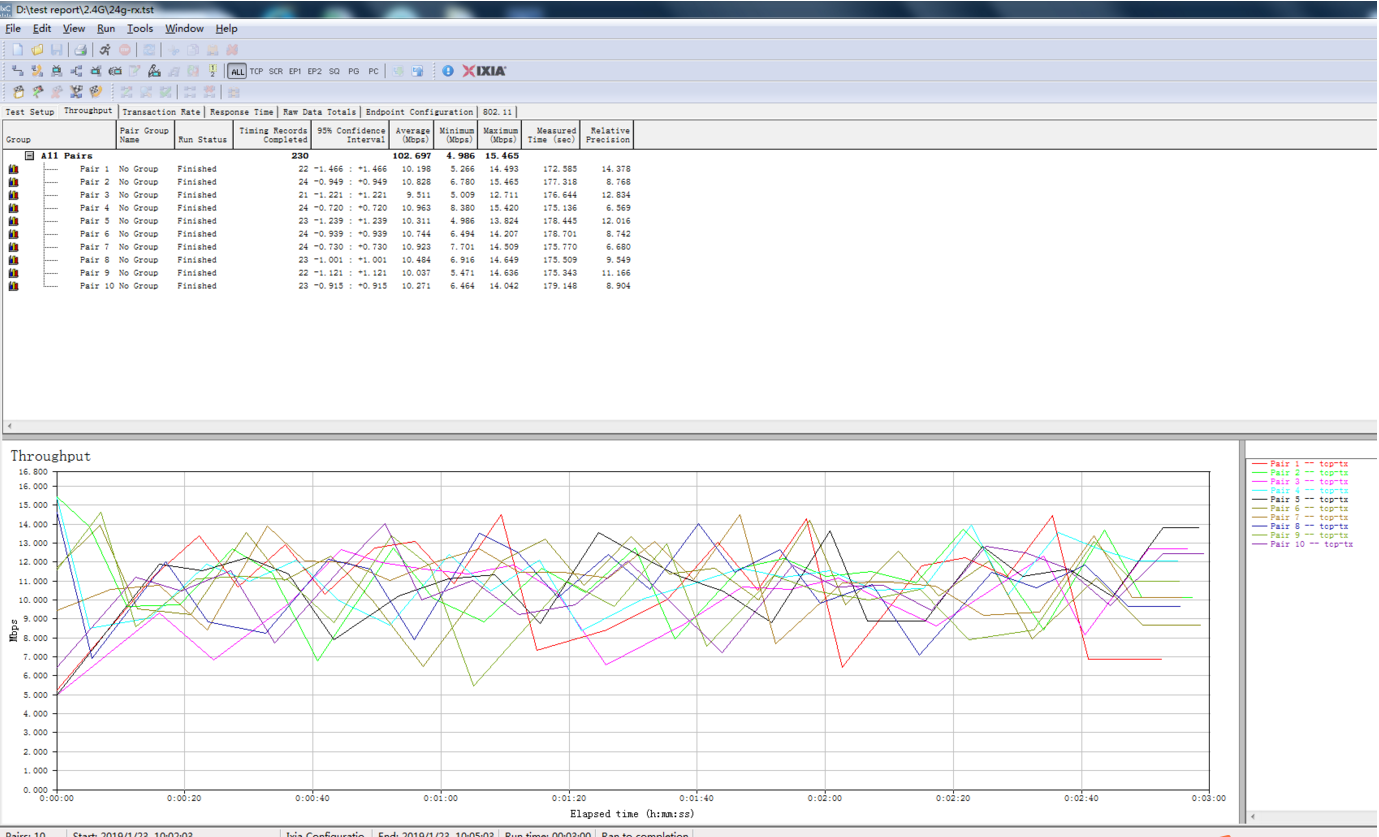 IxC D:\test report\2.4G\24g-rx.tst
File Edit View Run Tools Window Help
ALL TCP SCR EP1 EP2 SQ PG PC IXIA
Test Setup Throughput Transaction Rate Response Time Raw Data Totals Endpoint Configuration 802.11
Group Pair Group Name Run Status Timing Records Completed 95% Confidence Interval Average (Mbps) Minimum (Mbps) Maximum (Mbps) Measured Time (sec) Relative Precision
All Pairs 230 102.697 4.986 15.465
Pair 1 No Group Finished 22 -1.466 : +1.466 10.198 5.266 14.493 172.585 14.378
Pair 2 No Group Finished 24 -0.949 : +0.949 10.828 6.780 15.465 177.318 8.768
Pair 3 No Group Finished 21 -1.221 : +1.221 9.511 5.009 12.711 176.644 12.834
Pair 4 No Group Finished 24 -0.720 : +0.720 10.963 8.380 15.420 175.136 6.569
Pair 5 No Group Finished 23 -1.239 : +1.239 10.311 4.986 13.824 178.445 12.016
Pair 6 No Group Finished 24 -0.939 : +0.939 10.744 6.494 14.207 178.701 8.742
Pair 7 No Group Finished 24 -0.730 : +0.730 10.923 7.701 14.509 175.770 6.680
Pair 8 No Group Finished 23 -1.001 : +1.001 10.484 6.916 14.649 175.509 9.549
Pair 9 No Group Finished 22 -1.121 : +1.121 10.037 5.471 14.636 175.343 11.166
Pair 10 No Group Finished 23 -0.915 : +0.915 10.271 6.464 14.042 179.148 8.904
Throughput
16.800
16.000
15.000
14.000
13.000
12.000
11.000
10.000
9.000
8.000
7.000
6.000
5.000
4.000
3.000
2.000
1.000
0.000
Mbps
0:00:00 0:00:20 0:00:40 0:01:00 0:01:20 0:01:40 0:02:00 0:02:20 0:02:40 0:03:00
Elapsed time (h:mm:ss)
Pair 1 -- tcp-tx
Pair 2 -- tcp-tx
Pair 3 -- tcp-tx
Pair 4 -- tcp-tx
Pair 5 -- tcp-tx
Pair 6 -- tcp-tx
Pair 7 -- tcp-tx
Pair 8 -- tcp-tx
Pair 9 -- tcp-tx
Pair 10 -- tcp-tx
Pairs: 10 Start: 2019/1/23, 10:02:03 Ixia Configuratio End: 2019/1/23, 10:05:03 Run time: 00:03:00 Ran to completion